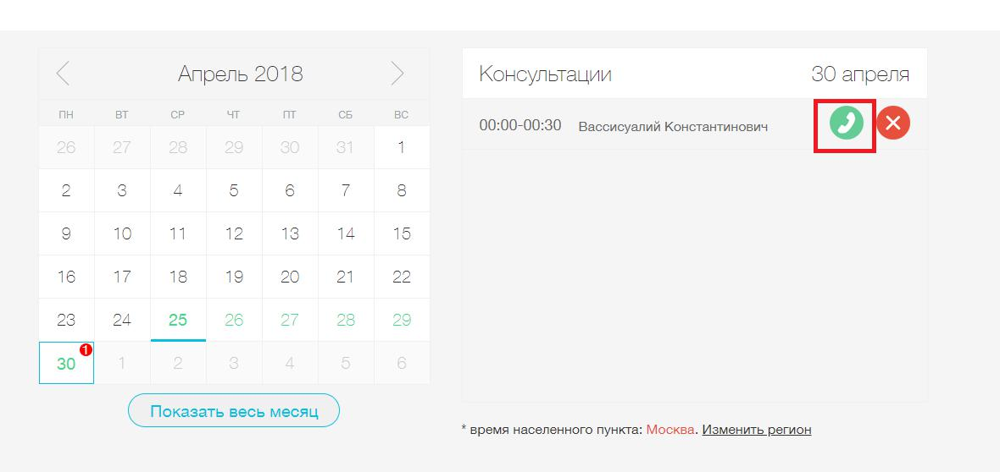 Апрель 2018
ПН ВТ СР ЧТ ПТ СБ ВС
26 27 28 29 30 31 1
2 3 4 5 6 7 8
9 10 11 12 13 14 15
16 17 18 19 20 21 22
23 24 25 26 27 28 29
30 1 1 2 3 4 5 6
Показать весь месяц
Консультации 30 апреля
00:00-00:30 Вассисуалий Константинович
* время населенного пункта: Москва. Изменить регион